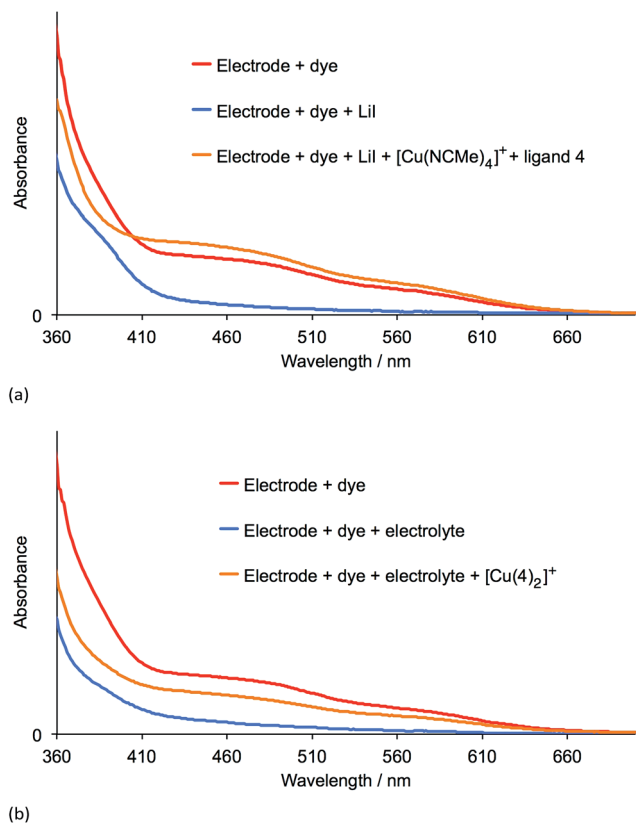 Absorbance
Electrode + dye
Electrode + dye + LiI
Electrode + dye + LiI + [Cu(NCMe)4]+ + ligand 4
0
360 410 460 510 560 610 660
Wavelength / nm
(a)
Absorbance
Electrode + dye
Electrode + dye + electrolyte
Electrode + dye + electrolyte + [Cu(4)2]+
0
360 410 460 510 560 610 660
Wavelength / nm
(b)